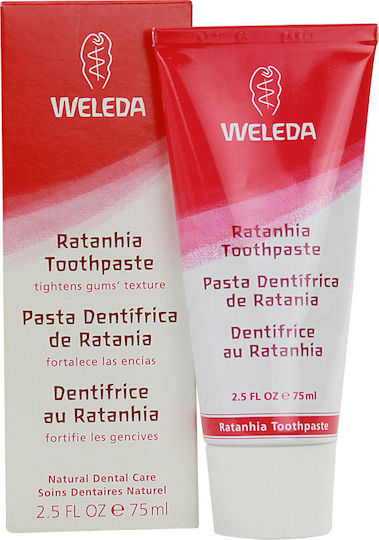 WELEDA
Ratanhia
Toothpaste
tightens gums' texture
Pasta Dentífrica
de Ratania
fortalece las encias
Dentifrice
au Ratanhia
fortifie les gencives
Natural Dental Care
Soins Dentaires Naturel
2.5 FL OZ e 75ml
WELEDA
Ratanhia
Toothpaste
Pasta Dentífrica
de Ratania
Dentifrice
au Ratanhia
2.5 FL OZ e 75ml
Ratanhia Toothpaste